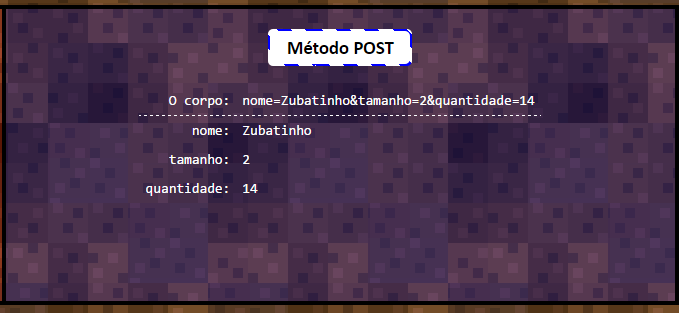 Método POST
O corpo: nome=Zubatinho&tamanho=2&quantidade=14
nome: Zubatinho
tamanho: 2
quantidade: 14